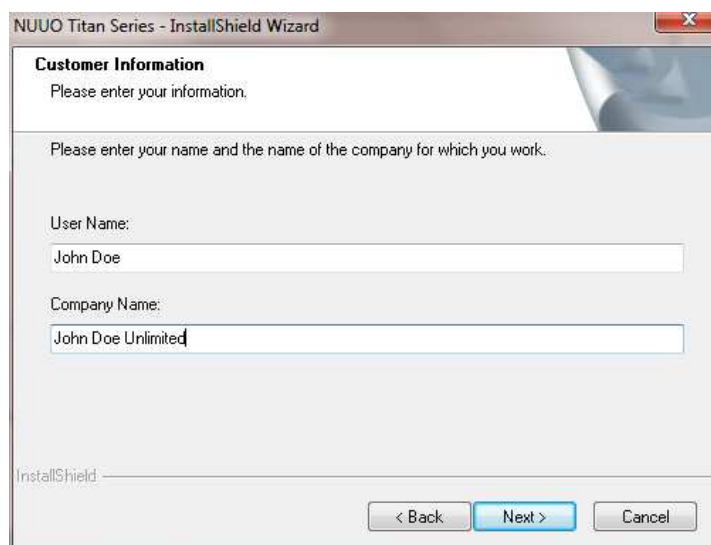 NUUO Titan Series - InstallShield Wizard
Customer Information
Please enter your information.
Please enter your name and the name of the company for which you work.
User Name:
John Doe
Company Name:
John Doe Unlimited
InstallShield
< Back Next > Cancel